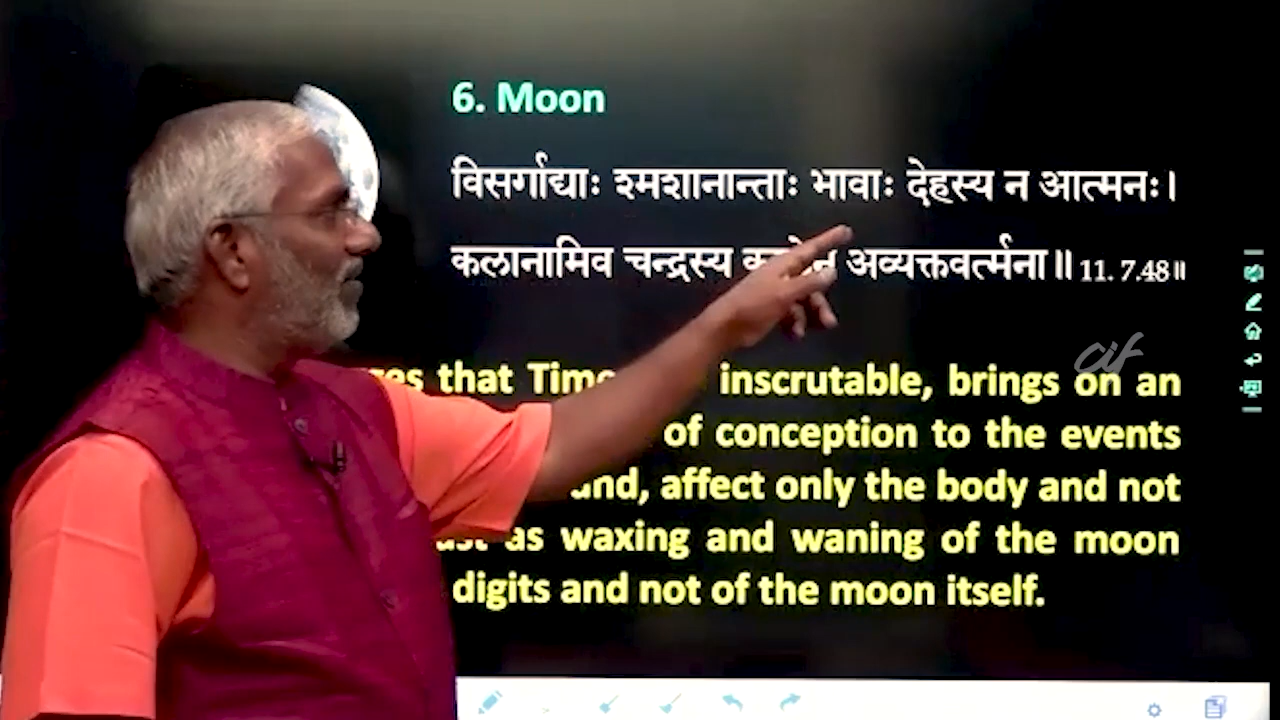 6. Moon
विसर्गाद्याः श्मशानान्ताः भावाः देहस्य न आत्मनः।
कलानामिव चन्द्रस्य अव्यक्तवर्त्मना॥ 11. 7.48॥
cif
that inscrutable, brings on an
of conception to the events
affect only the body and not
as waxing and waning of the moon
digits and not of the moon itself.